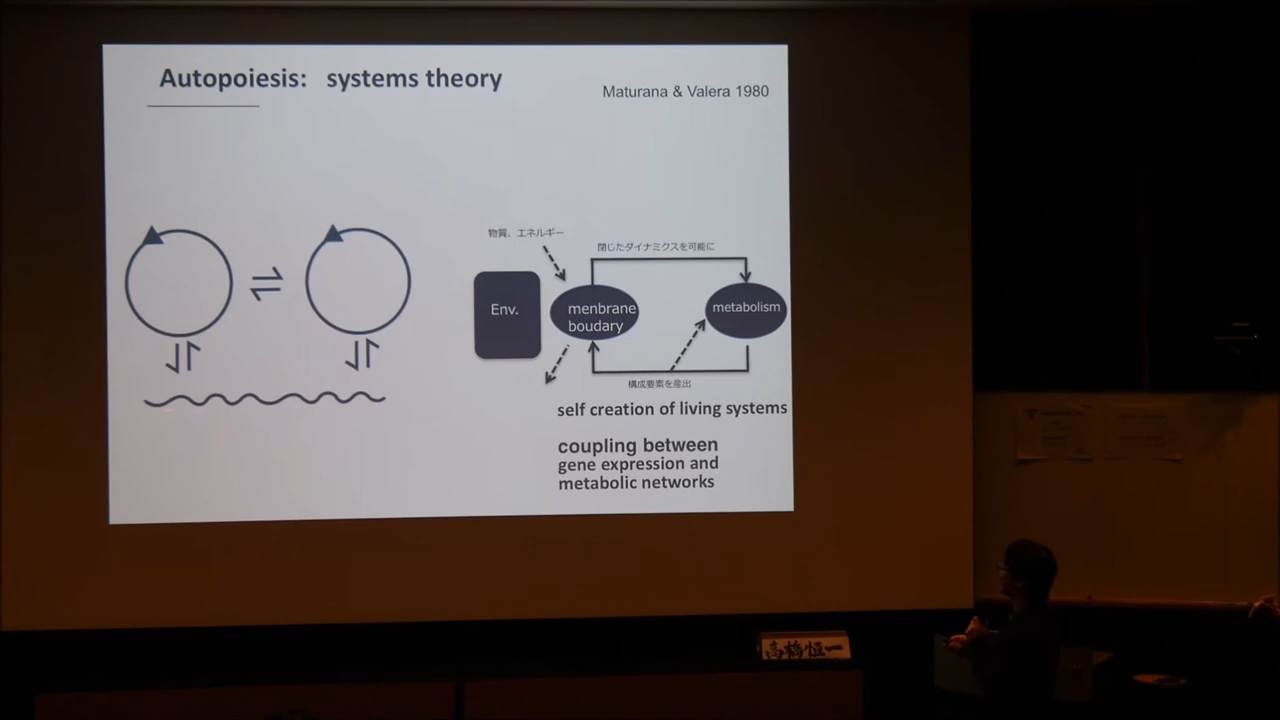 Autopoiesis: systems theory
Maturana & Valera 1980
物質、エネルギー
閉じたダイナミクスを可能に
Env.
menbrane
boudary
metabolism
構成要素を産出
self creation of living systems
coupling between
gene expression and
metabolic networks
高橋恒一